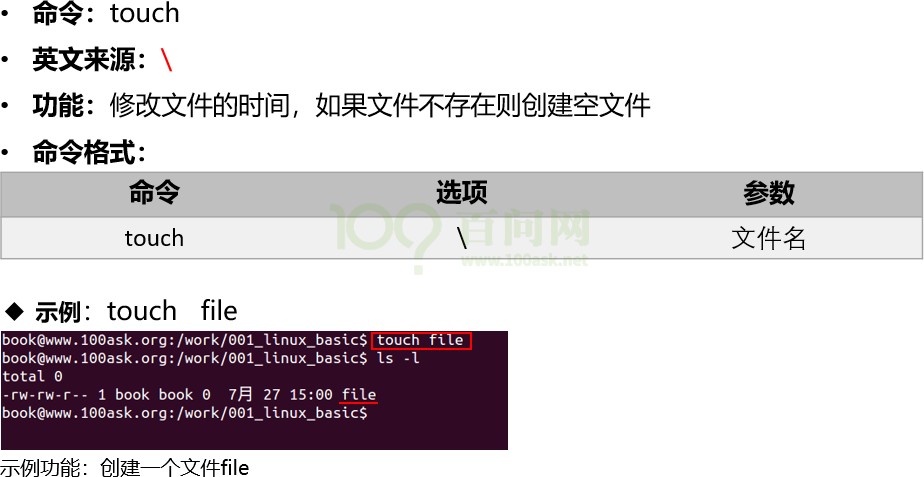 • 命令：touch
• 英文来源：\
• 功能：修改文件的时间，如果文件不存在则创建空文件
• 命令格式：
命令 选项 参数
touch \ 文件名
100? 百问网
www.100ask.net
◆ 示例：touch file
book@www.100ask.org:/work/001_linux_basic$ touch file
book@www.100ask.org:/work/001_linux_basic$ ls -l
total 0
-rw-rw-r-- 1 book book 0 7月 27 15:00 file
book@www.100ask.org:/work/001_linux_basic$
示例功能：创建一个文件file